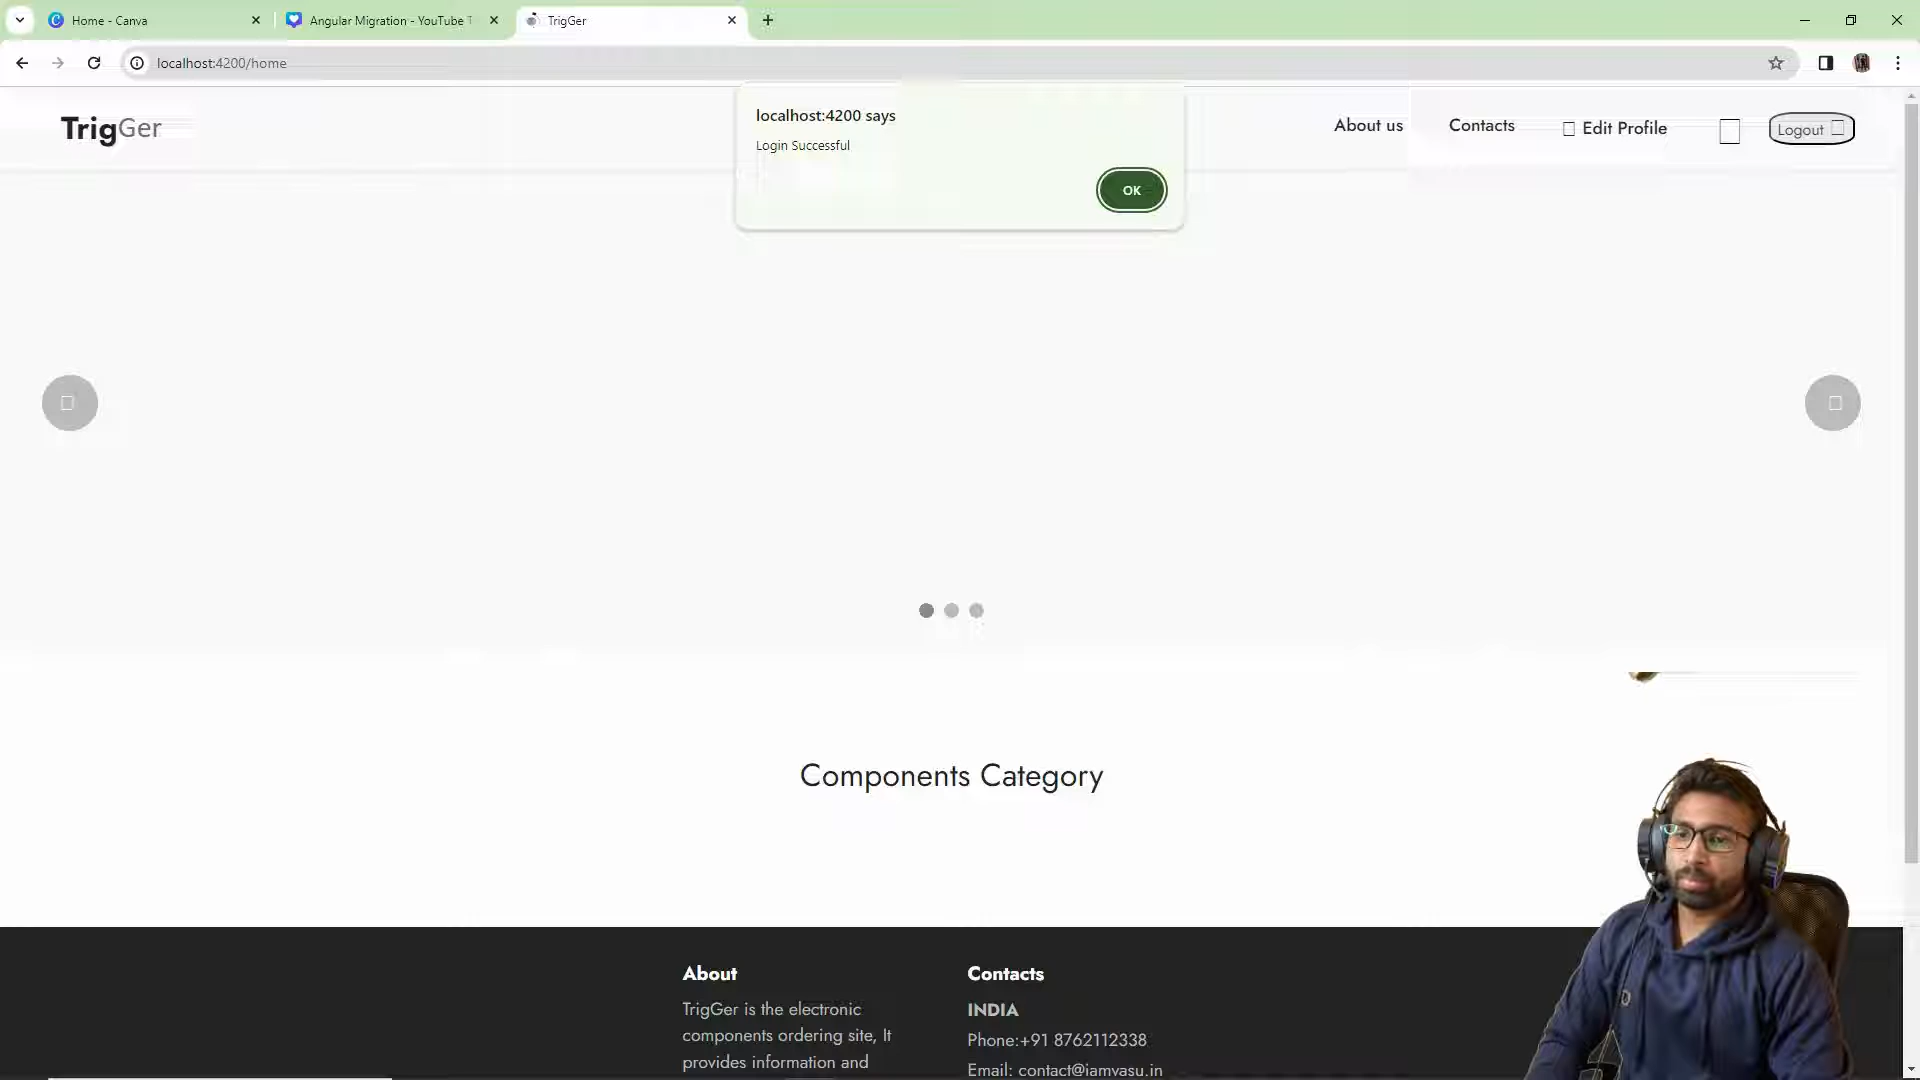 Home - Canva
Angular Migration - YouTube T
TrigGer
localhost:4200/home
TrigGer
localhost:4200 says
Login Successful
OK
About us
Contacts
Edit Profile
Logout
Components Category
About
TrigGer is the electronic
components ordering site, It
provides information and
Contacts
INDIA
Phone:+91 8762112338
Email: contact@iamvasu.in